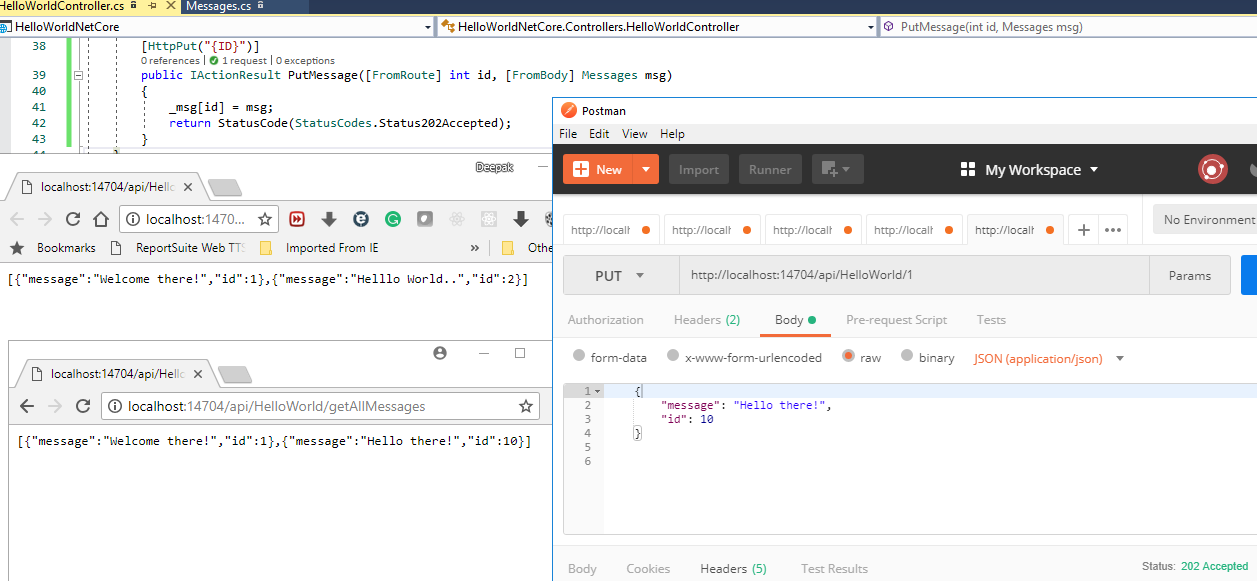 HelloWorldController.cs
Messages.cs
HelloWorldNetCore
HelloWorldNetCore.Controllers.HelloWorldController
PutMessage(int id, Messages msg)
38 [HttpPut("{ID}")]
0 references | 1 request | 0 exceptions
39 public IActionResult PutMessage([FromRoute] int id, [FromBody] Messages msg)
40 {
41 _msg[id] = msg;
42 return StatusCode(StatusCodes.Status202Accepted);
43 }
Deepak
localhost:14704/api/Hello
localhost:1470...
Bookmarks ReportSuite Web TTS Imported From IE » Othe
[{"message":"Welcome there!","id":1},{"message":"Helllo World..","id":2}]
localhost:14704/api/Hello
localhost:14704/api/HelloWorld/getAllMessages
[{"message":"Welcome there!","id":1},{"message":"Hello there!","id":10}]
Postman
File Edit View Help
New Import Runner My Workspace
http://localh http://localh http://localh http://localh http://localh + ••• No Environment
PUT http://localhost:14704/api/HelloWorld/1 Params
Authorization Headers (2) Body Pre-request Script Tests
form-data x-www-form-urlencoded raw binary JSON (application/json)
1 {
2 "message": "Hello there!",
3 "id": 10
4 }
5
6
Body Cookies Headers (5) Test Results Status: 202 Accepted